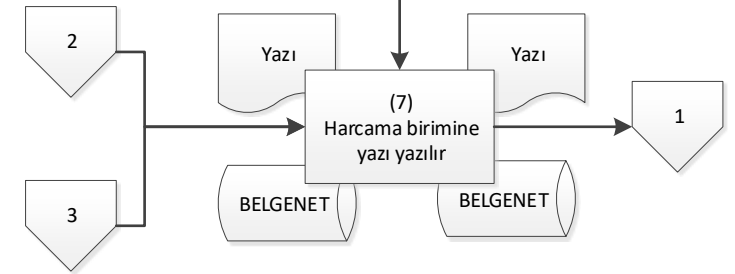 2
Yazı
Yazı
(7)
Harcama birimine
yazı yazılır
1
BELGENET
BELGENET
3